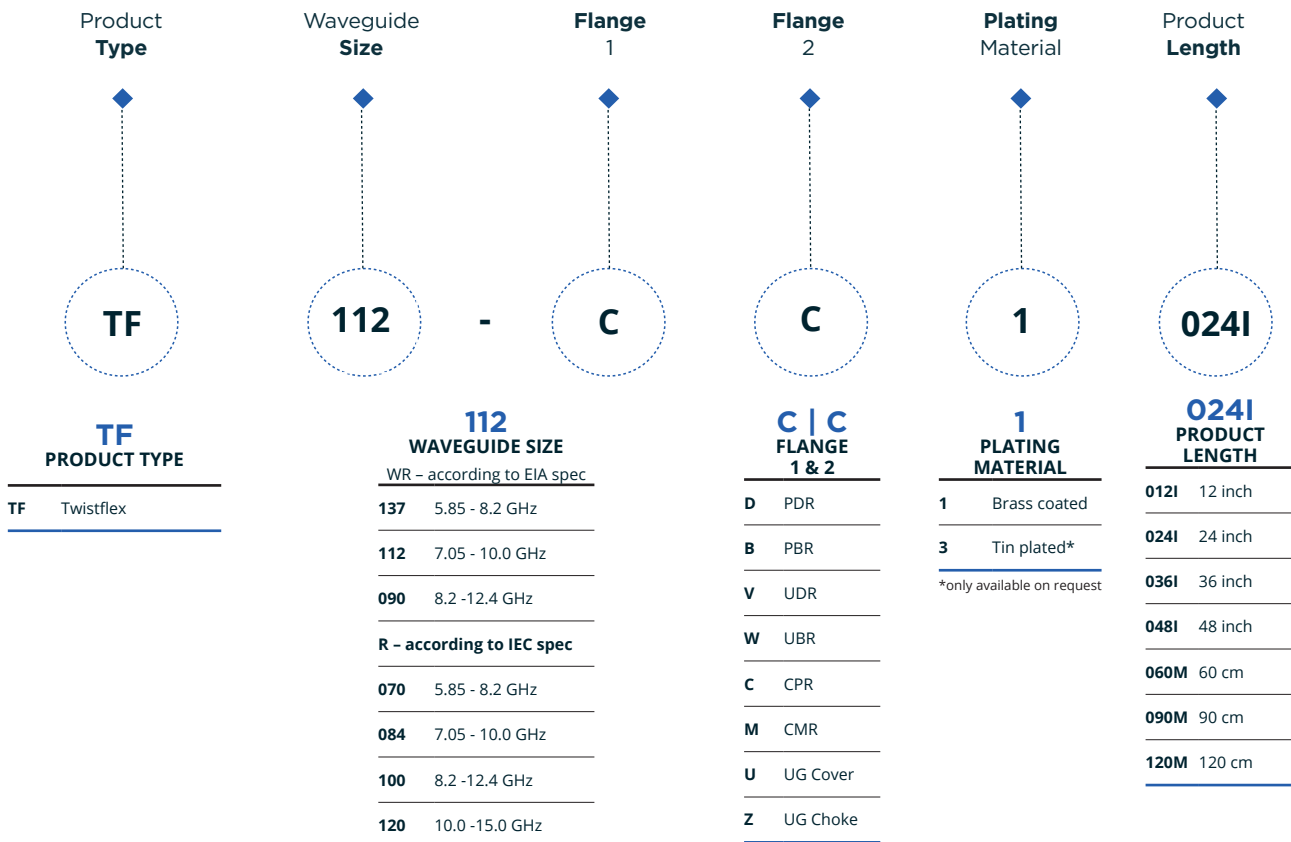 Product
Type
Waveguide
Size
Flange
1
Flange
2
Plating
Material
Product
Length
TF
112
-
C
C
1
024I
TF
PRODUCT TYPE
TF Twistflex
112
WAVEGUIDE SIZE
WR – according to EIA spec
137 5.85 - 8.2 GHz
112 7.05 - 10.0 GHz
090 8.2 -12.4 GHz
R – according to IEC spec
070 5.85 - 8.2 GHz
084 7.05 - 10.0 GHz
100 8.2 -12.4 GHz
120 10.0 -15.0 GHz
C | C
FLANGE
1 & 2
D PDR
B PBR
V UDR
W UBR
C CPR
M CMR
U UG Cover
Z UG Choke
1
PLATING
MATERIAL
1 Brass coated
3 Tin plated*
*only available on request
024I
PRODUCT
LENGTH
012I 12 inch
024I 24 inch
036I 36 inch
048I 48 inch
060M 60 cm
090M 90 cm
120M 120 cm